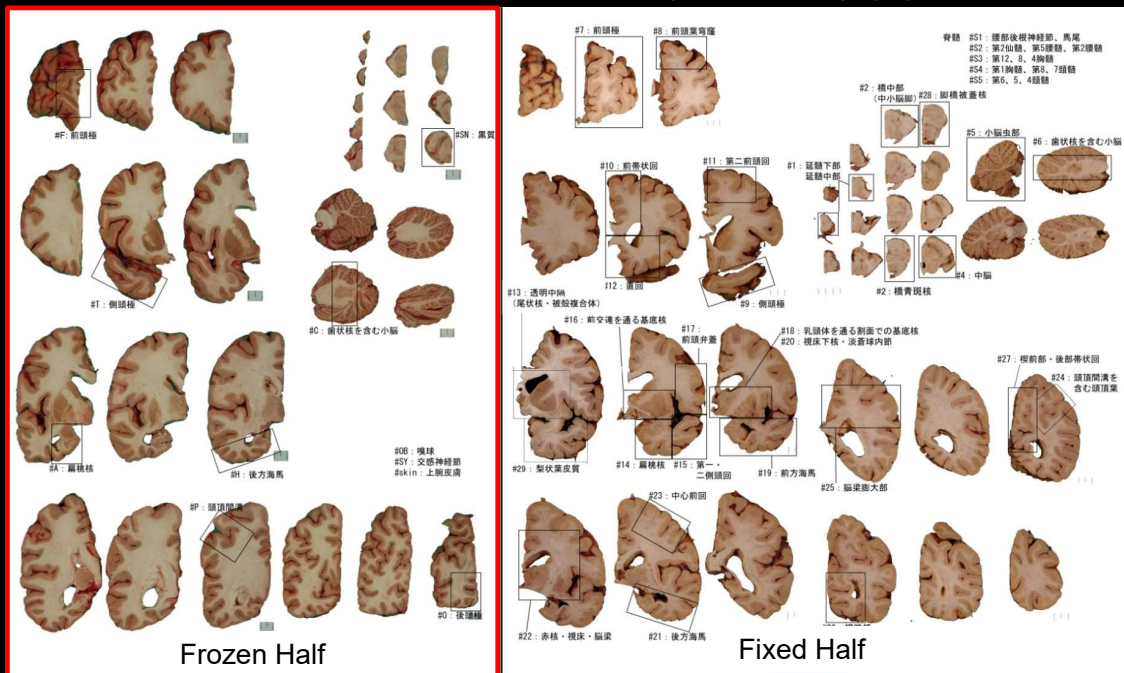 #F: 前頭極
#SN：黒質
#T：側頭極
#C：歯状核を含む小脳
#A：扁桃核
#H：後方海馬
#OB：嗅球
#SY：交感神経節
#skin：上腕皮膚
#P：頭頂間溝
#O：後頭極
Frozen Half
#7：前頭極
#8：前頭葉穹窿
脊髄 #S1：腰部後根神経節、馬尾
#S2：第2仙髄、第5腰髄、第2腰髄
#S3：第12、8、4胸髄
#S4：第1胸髄、第8、7頚髄
#S5：第6、5、4頚髄
#2：橋中部
（中小脳脚）
#28：脚橋被蓋核
#5：小脳虫部
#6：歯状核を含む小脳
#10：前帯状回
#11：第二前頭回
#1：延髄下部
延髄中部
#12：直回
#9：側頭極
#4：中脳
#2：橋青斑核
#13：透明中隔
（尾状核・被殻複合体）
#16：前交連を通る基底核
#17：
前頭弁蓋
#18：乳頭体を通る割面での基底核
#20：視床下核・淡蒼球内節
#27：楔前部・後部帯状回
#24：頭頂間溝を
含む頭頂葉
#29：梨状葉皮質
#14：扁桃核
#15：第一・
二側頭回
#19：前方海馬
#25：脳梁膨大部
#23：中心前回
#22：赤核・視床・脳梁
#21：後方海馬
Fixed Half